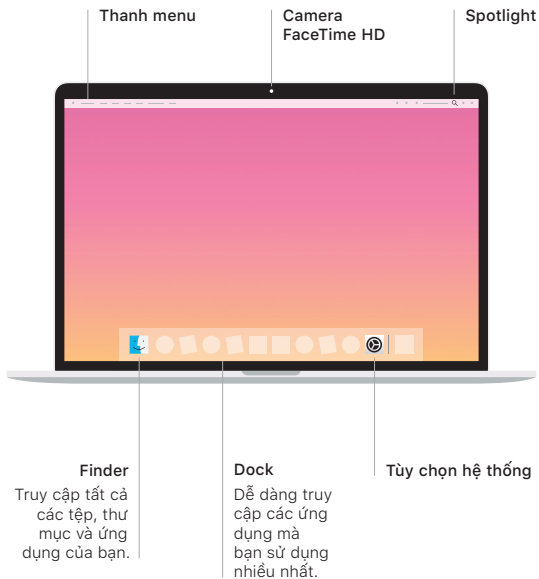 Thanh menu
Camera
FaceTime HD
Spotlight
Finder
Truy cập tất cả
các tệp, thư
mục và ứng
dụng của bạn.
Dock
Dễ dàng truy
cập các ứng
dụng mà
bạn sử dụng
nhiều nhất.
Tùy chọn hệ thống